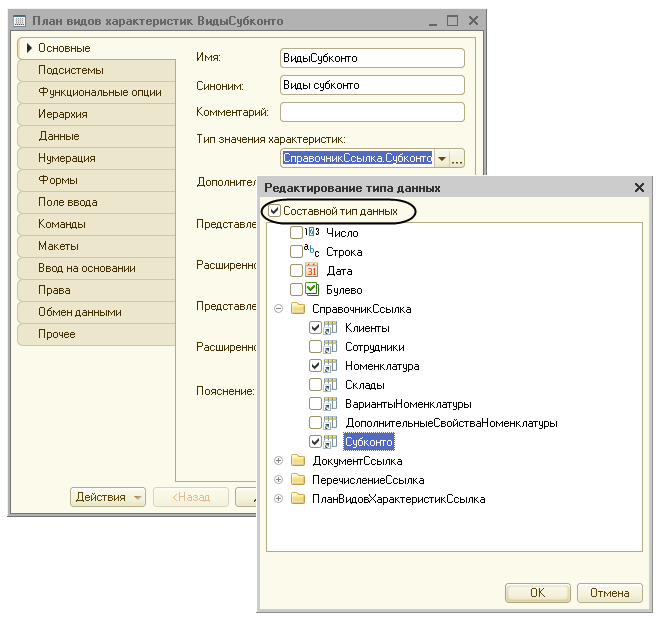 План видов характеристик ВидыСубконто
Основные
Подсистемы
Функциональные опции
Иерархия
Данные
Нумерация
Формы
Поле ввода
Команды
Макеты
Ввод на основании
Права
Обмен данными
Прочее
Имя:
ВидыСубконто
Синоним:
Виды субконто
Комментарий:
Тип значения характеристик:
СправочникСсылка.Субконто
...
Дополнител
Представле
Расширенно
Представле
Расширенно
Пояснение:
Действия
<Назад
Редактирование типа данных
Составной тип данных
Число
Строка
Дата
Булево
СправочникСсылка
Клиенты
Сотрудники
Номенклатура
Склады
ВариантыНоменклатуры
ДополнительныеСвойстваНоменклатуры
Субконто
ДокументСсылка
ПеречислениеСсылка
ПланВидовХарактеристикСсылка
OK
Отмена